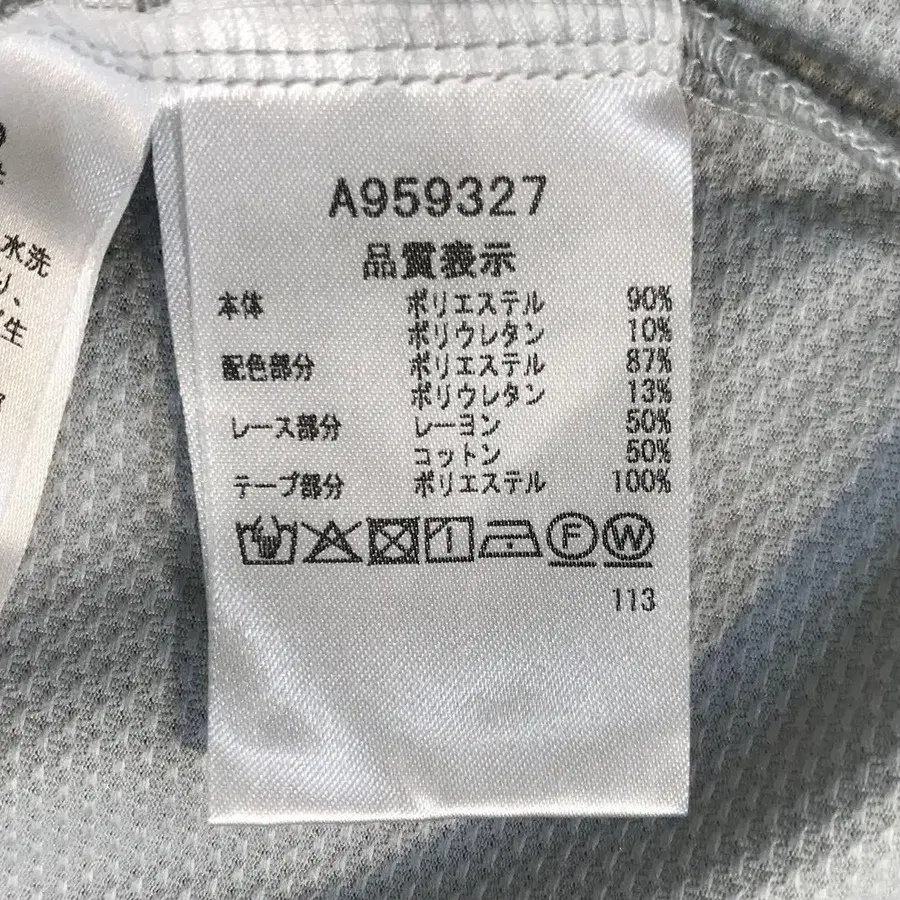 A959327
品質表示
本体 ポリエステル 90%
ポリウレタン 10%
配色部分 ポリエステル 87%
ポリウレタン 13%
レース部分 レーヨン 50%
コットン 50%
テープ部分 ポリエステル 100%
F W
113
水洗
り、
生